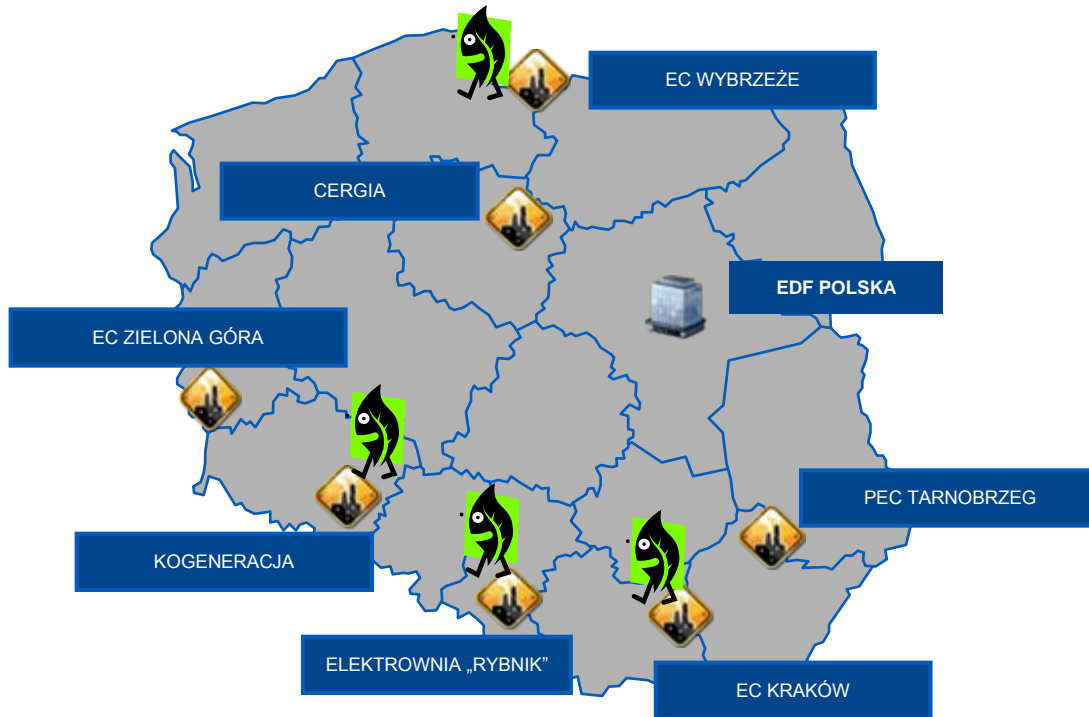 EC WYBRZEŻE
CERGIA
EDF POLSKA
EC ZIELONA GÓRA
PEC TARNOBRZEG
KOGENERACJA
ELEKTROWNIA „RYBNIK”
EC KRAKÓW